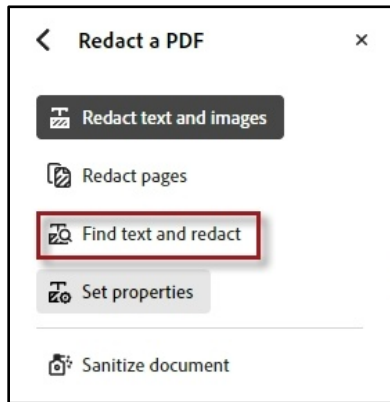 Redact a PDF
Redact text and images
Redact pages
Find text and redact
Set properties
Sanitize document